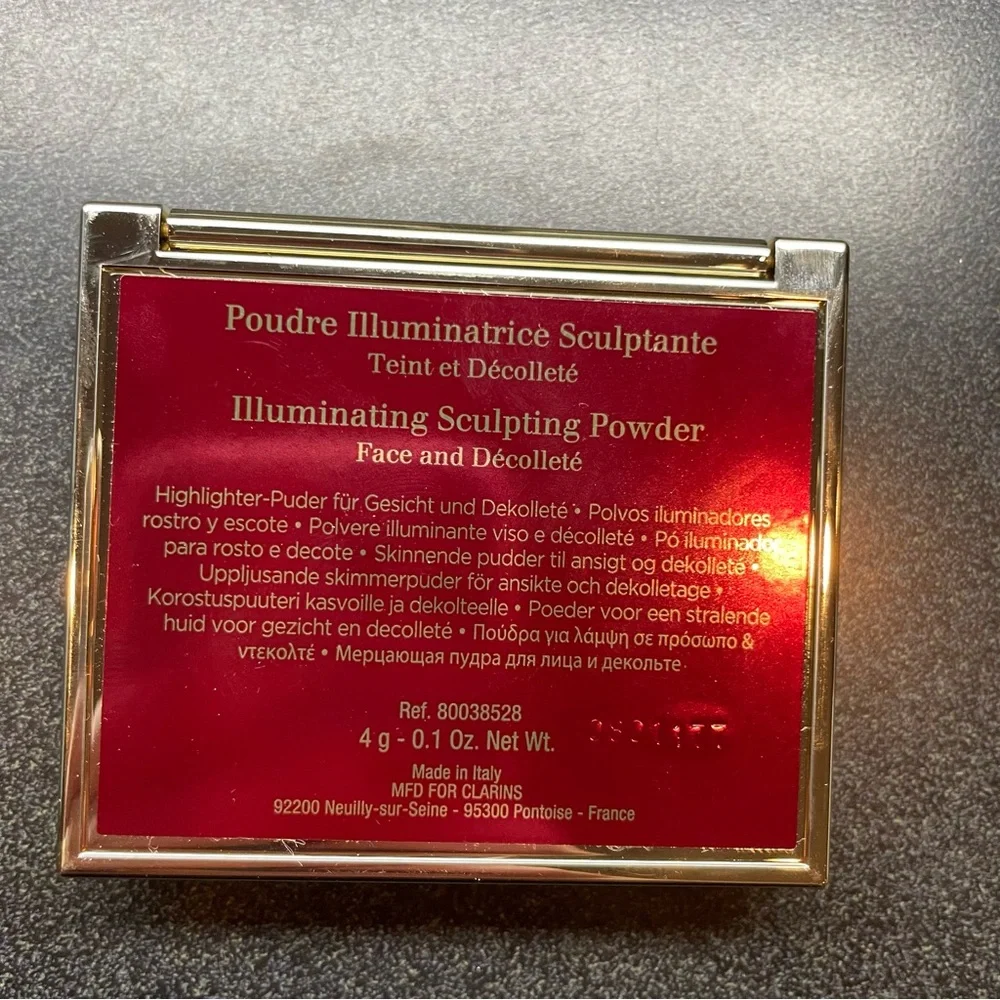 Poudre Illuminatrice Sculptante
Teint et Décolleté
Illuminating Sculpting Powder
Face and Décolleté
Highlighter-Puder für Gesicht und Dekolleté • Polvos iluminadores
rostro y escote • Polvere illuminante viso e décolleté • Pó iluminador
para rosto e decote • Skinnende pudder til ansigt og dekolleté •
Uppljusande skimmerpuder för ansikte och dekolletage •
Korostuspuuteri kasvoille ja dekolteelle • Poeder voor een stralende
huid voor gezicht en decolleté • Πούδρα για λάμψη σε πρόσωπο &
ντεκολτέ • Мерцающая пудра для лица и декольте
Ref. 80038528
4 g - 0.1 Oz. Net Wt.
Made in Italy
MFD FOR CLARINS
92200 Neuilly-sur-Seine - 95300 Pontoise - France